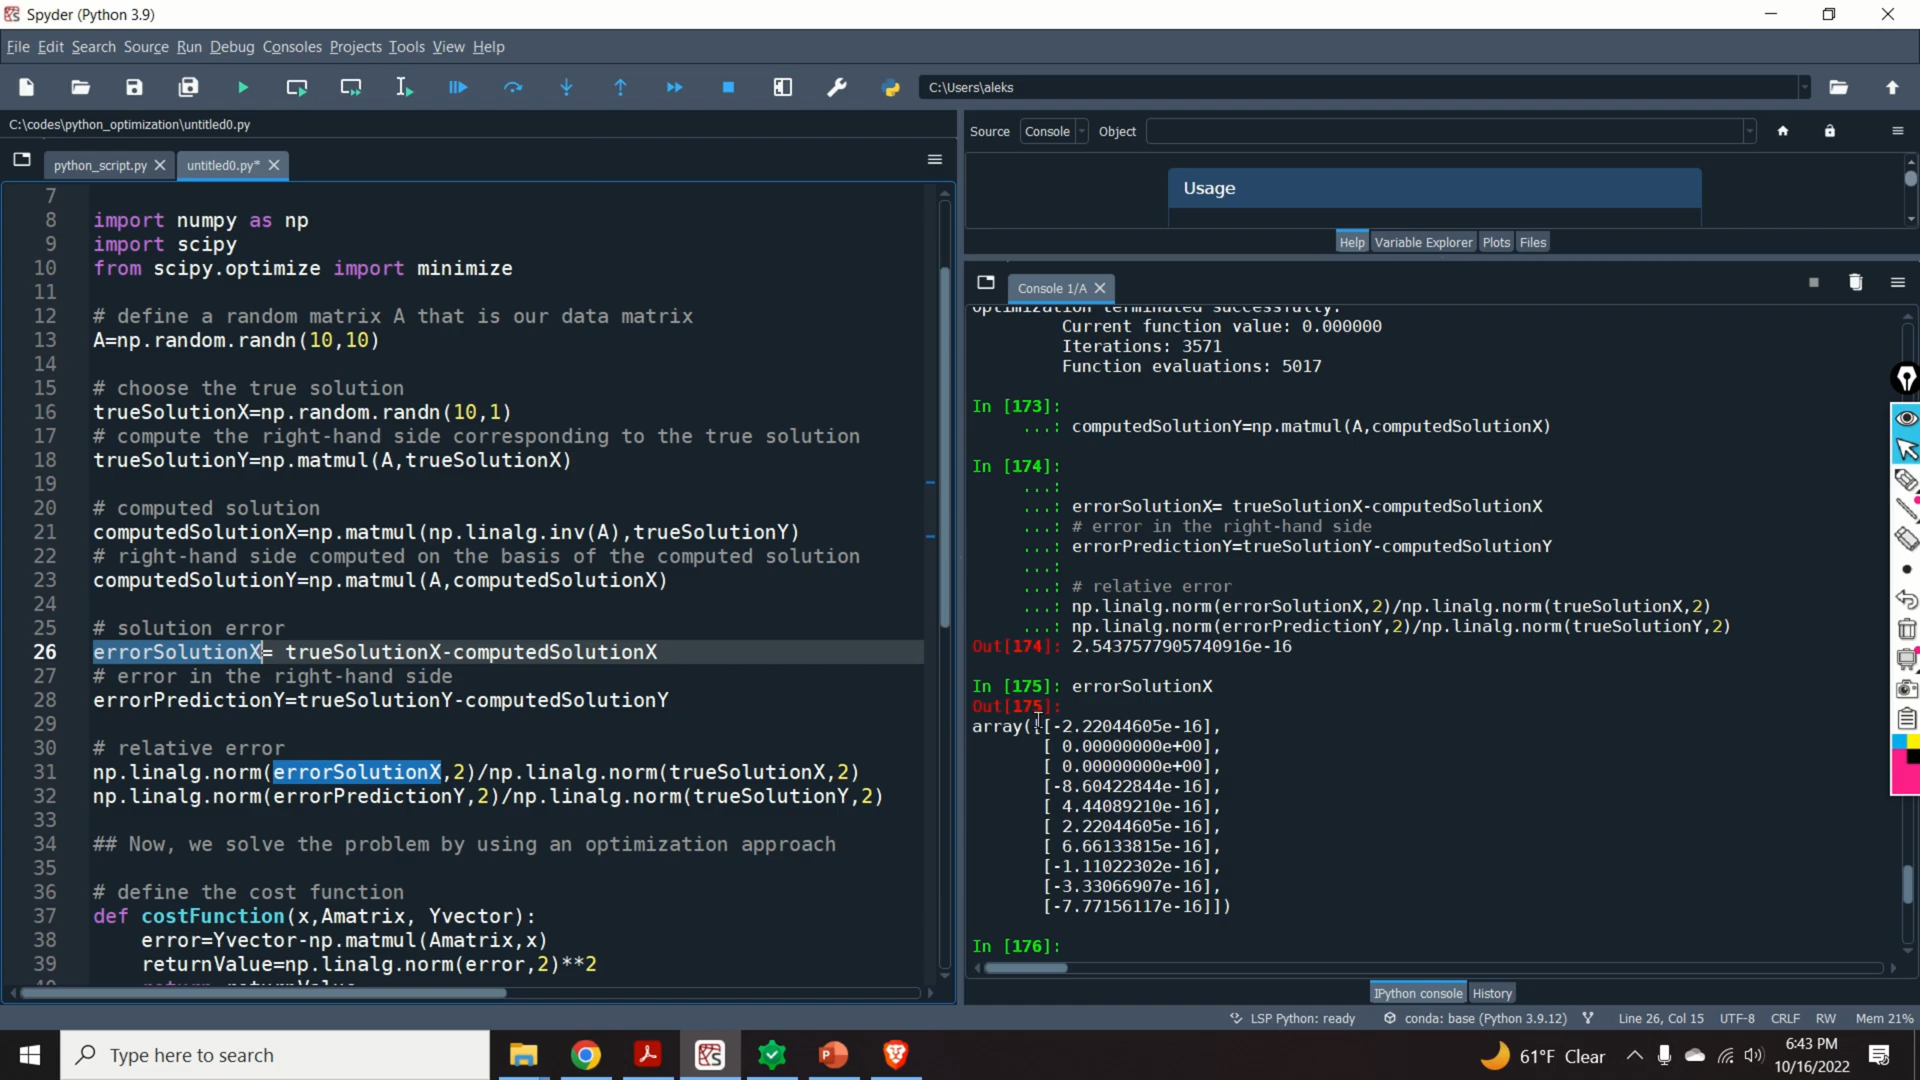 Spyder (Python 3.9)
File Edit Search Source Run Debug Consoles Projects Tools View Help
C:\Users\aleks
C:\codes\python_optimization\untitled0.py
python_script.py
untitled0.py*
7
8 import numpy as np
9 import scipy
10 from scipy.optimize import minimize
11
12 # define a random matrix A that is our data matrix
13 A=np.random.randn(10,10)
14
15 # choose the true solution
16 trueSolutionX=np.random.randn(10,1)
17 # compute the right-hand side corresponding to the true solution
18 trueSolutionY=np.matmul(A,trueSolutionX)
19
20 # computed solution
21 computedSolutionX=np.matmul(np.linalg.inv(A),trueSolutionY)
22 # right-hand side computed on the basis of the computed solution
23 computedSolutionY=np.matmul(A,computedSolutionX)
24
25 # solution error
26 errorSolutionX= trueSolutionX-computedSolutionX
27 # error in the right-hand side
28 errorPredictionY=trueSolutionY-computedSolutionY
29
30 # relative error
31 np.linalg.norm(errorSolutionX,2)/np.linalg.norm(trueSolutionX,2)
32 np.linalg.norm(errorPredictionY,2)/np.linalg.norm(trueSolutionY,2)
33
34 ## Now, we solve the problem by using an optimization approach
35
36 # define the cost function
37 def costFunction(x,Amatrix, Yvector):
38 error=Yvector-np.matmul(Amatrix,x)
39 returnValue=np.linalg.norm(error,2)**2
Source Console Object
Usage
Help Variable Explorer Plots Files
Console 1/A
Optimization terminated successfully.
Current function value: 0.000000
Iterations: 3571
Function evaluations: 5017
In [173]:
...: computedSolutionY=np.matmul(A,computedSolutionX)
In [174]:
...:
...: errorSolutionX= trueSolutionX-computedSolutionX
...: # error in the right-hand side
...: errorPredictionY=trueSolutionY-computedSolutionY
...:
...: # relative error
...: np.linalg.norm(errorSolutionX,2)/np.linalg.norm(trueSolutionX,2)
...: np.linalg.norm(errorPredictionY,2)/np.linalg.norm(trueSolutionY,2)
Out[174]: 2.5437577905740916e-16
In [175]: errorSolutionX
Out[175]:
array([[-2.22044605e-16],
[ 0.00000000e+00],
[ 0.00000000e+00],
[-8.60422844e-16],
[ 4.44089210e-16],
[ 2.22044605e-16],
[ 6.66133815e-16],
[-1.11022302e-16],
[-3.33066907e-16],
[-7.77156117e-16]])
In [176]:
IPython console History
LSP Python: ready conda: base (Python 3.9.12) Line 26, Col 15 UTF-8 CRLF RW Mem 21%
Type here to search
61°F Clear
6:43 PM
10/16/2022